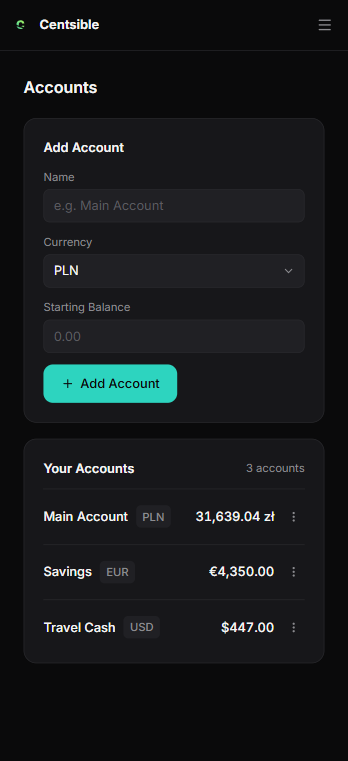 Centsible
Accounts
Add Account
Name
e.g. Main Account
Currency
PLN
Starting Balance
0.00
+ Add Account
Your Accounts 3 accounts
Main Account PLN 31,639.04 zł
Savings EUR €4,350.00
Travel Cash USD $447.00